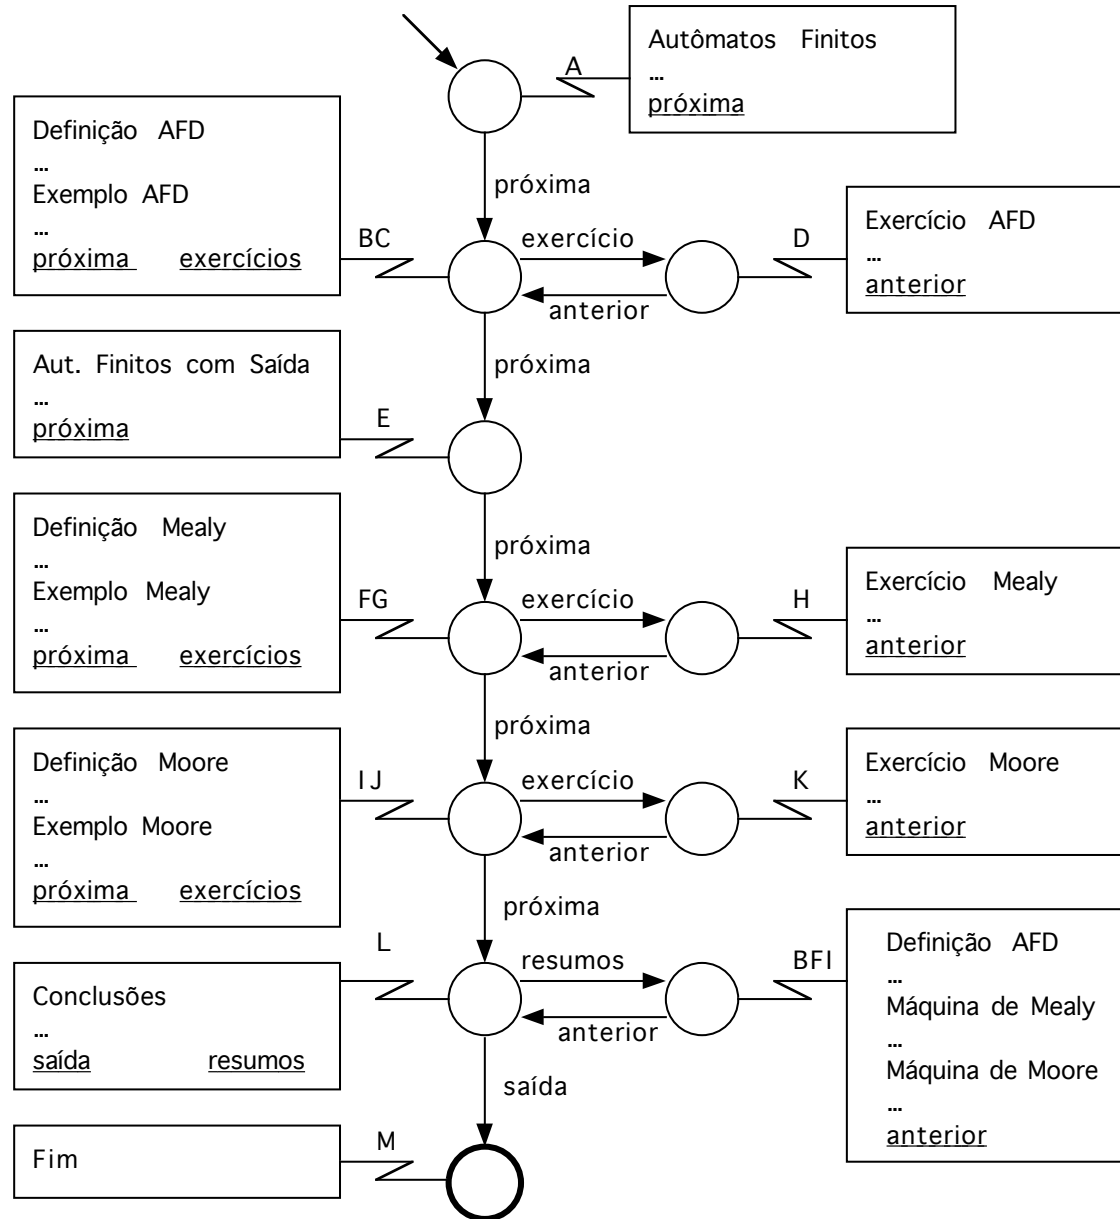 Autômatos Finitos
...
próxima
A
próxima
Definição AFD
...
Exemplo AFD
...
próxima exercícios
BC
exercício
anterior
D
Exercício AFD
...
anterior
próxima
Aut. Finitos com Saída
...
próxima
E
próxima
Definição Mealy
...
Exemplo Mealy
...
próxima exercícios
FG
exercício
anterior
H
Exercício Mealy
...
anterior
próxima
Definição Moore
...
Exemplo Moore
...
próxima exercícios
IJ
exercício
anterior
K
Exercício Moore
...
anterior
próxima
Conclusões
...
saída resumos
L
resumos
anterior
BFI
Definição AFD
...
Máquina de Mealy
...
Máquina de Moore
...
anterior
saída
Fim
M